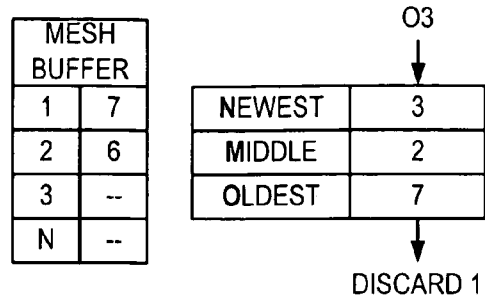 MESH
BUFFER
1 7
2 6
3 --
N --
O3
NEWEST 3
MIDDLE 2
OLDEST 7
DISCARD 1